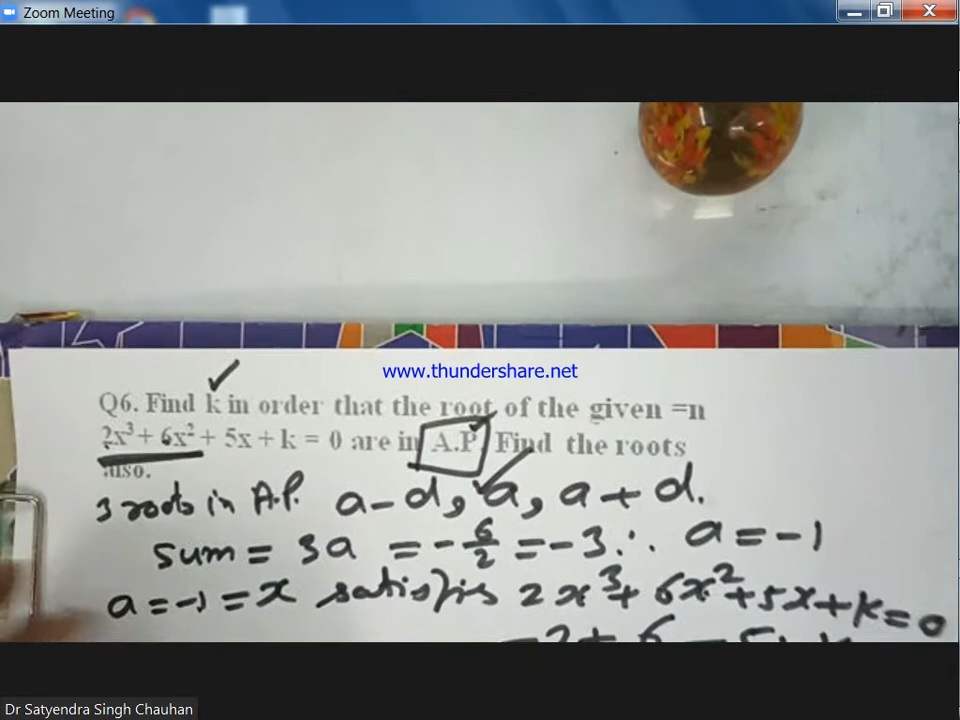 Zoom Meeting
www.thundershare.net
Q6. Find k in order that the root of the given =n
2x³ + 6x² + 5x + k = 0 are in A.P. Find the roots
also.
3 roots in A.P. a-d, a, a+d.
sum = 3a = -6/2 = -3 ∴ a = -1
a = -1 = x satisfies 2x³ + 6x² + 5x + k = 0
Dr Satyendra Singh Chauhan